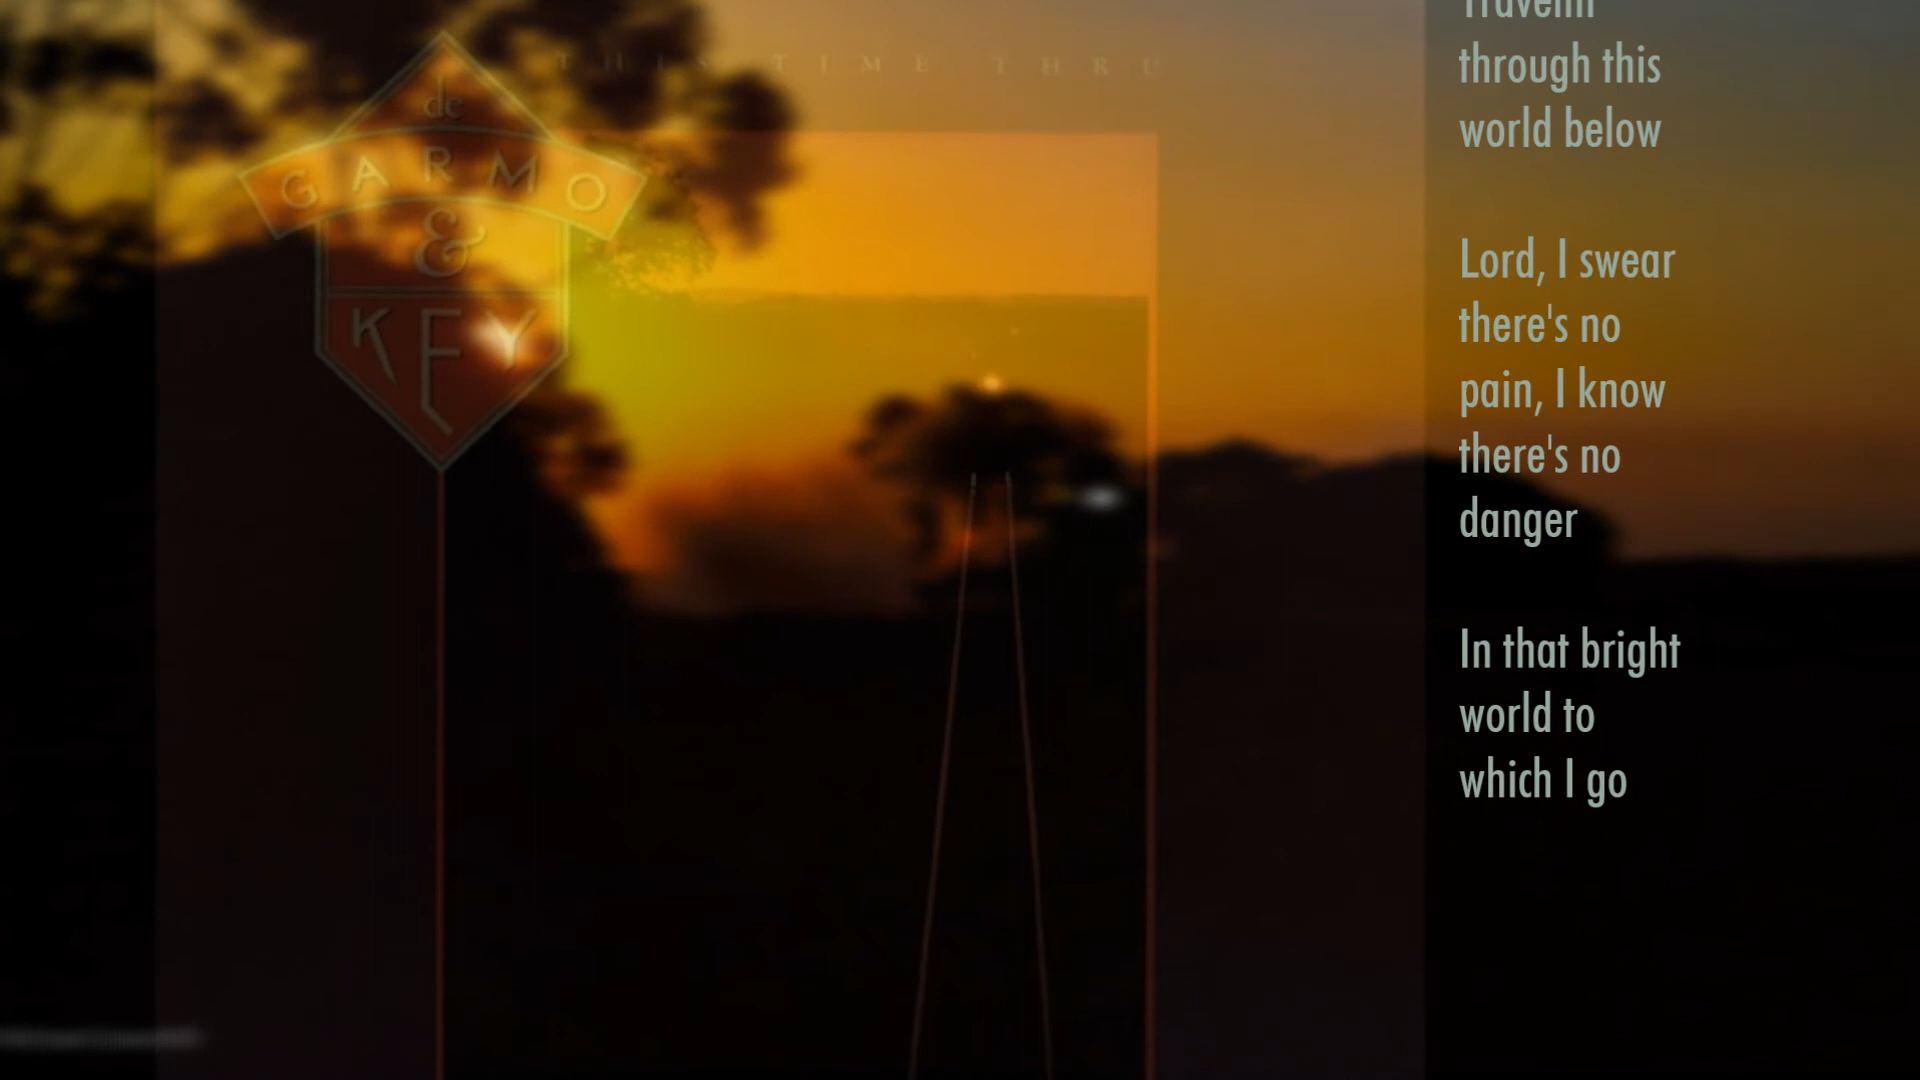 THIS TIME THRU
de
GARMO
&
KEY
Travelin'
through this
world below
Lord, I swear
there's no
pain, I know
there's no
danger
In that bright
world to
which I go